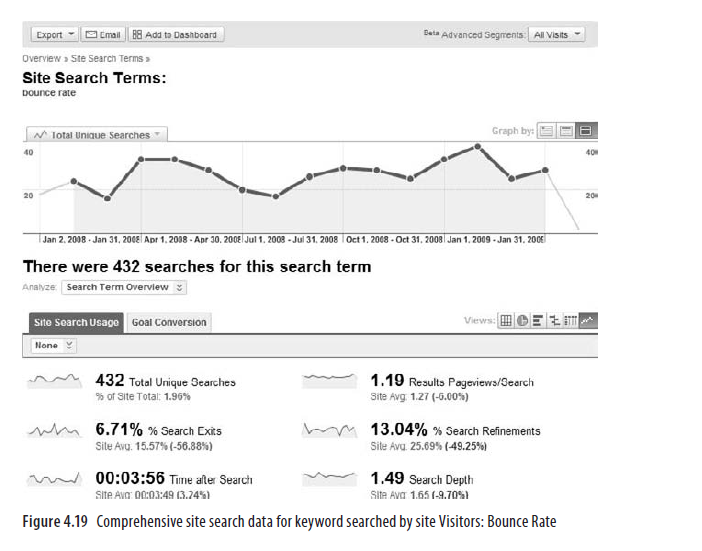 Export Email Add to Dashboard Beta Advanced Segments: All Visits
Overview » Site Search Terms »
Site Search Terms:
bounce rate
Total Unique Searches Graph by:
40 40
20 20
Jan 2, 2008 - Jan 31, 2008 Apr 1, 2008 - Apr 30, 2008 Jul 1, 2008 - Jul 31, 2008 Oct 1, 2008 - Oct 31, 2008 Jan 1, 2009 - Jan 31, 2009
There were 432 searches for this search term
Analyze: Search Term Overview
Site Search Usage Goal Conversion Views:
None
432 Total Unique Searches 1.19 Results Pageviews/Search
% of Site Total: 1.96% Site Avg: 1.27 (-6.00%)
6.71% % Search Exits 13.04% % Search Refinements
Site Avg: 15.57% (-56.88%) Site Avg: 25.69% (-49.25%)
00:03:56 Time after Search 1.49 Search Depth
Site Avg: 00:03:49 (3.24%) Site Avg: 1.65 (-9.70%)
Figure 4.19 Comprehensive site search data for keyword searched by site Visitors: Bounce Rate